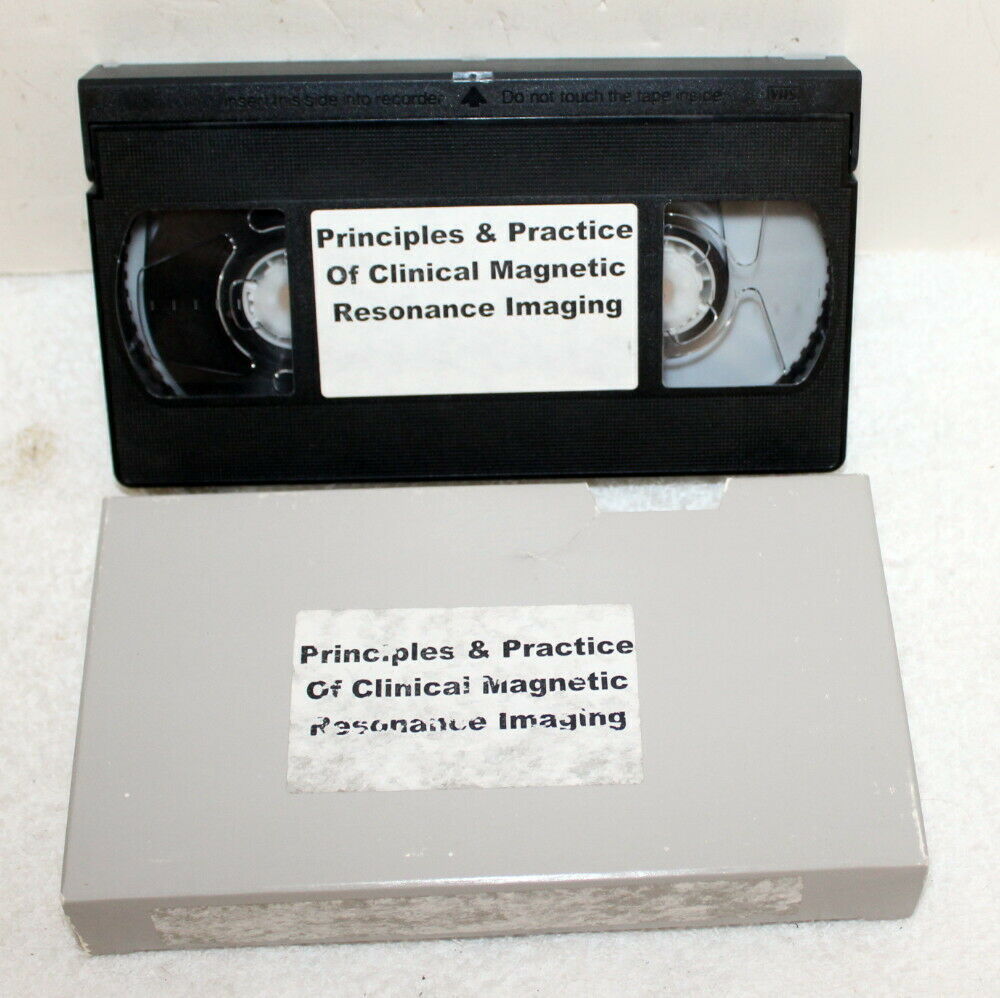 Insert this side into recorder Do not touch the tape inside VHS
Principles & Practice
Of Clinical Magnetic
Resonance Imaging
Principles & Practice
Of Clinical Magnetic
Resonance Imaging